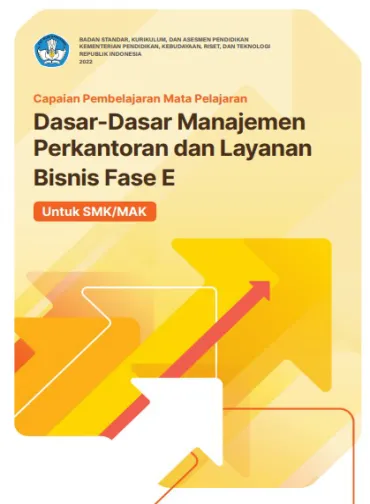 BADAN STANDAR, KURIKULUM, DAN ASESMEN PENDIDIKAN
KEMENTERIAN PENDIDIKAN, KEBUDAYAAN, RISET, DAN TEKNOLOGI
REPUBLIK INDONESIA
2022
Capaian Pembelajaran Mata Pelajaran
Dasar-Dasar Manajemen
Perkantoran dan Layanan
Bisnis Fase E
Untuk SMK/MAK